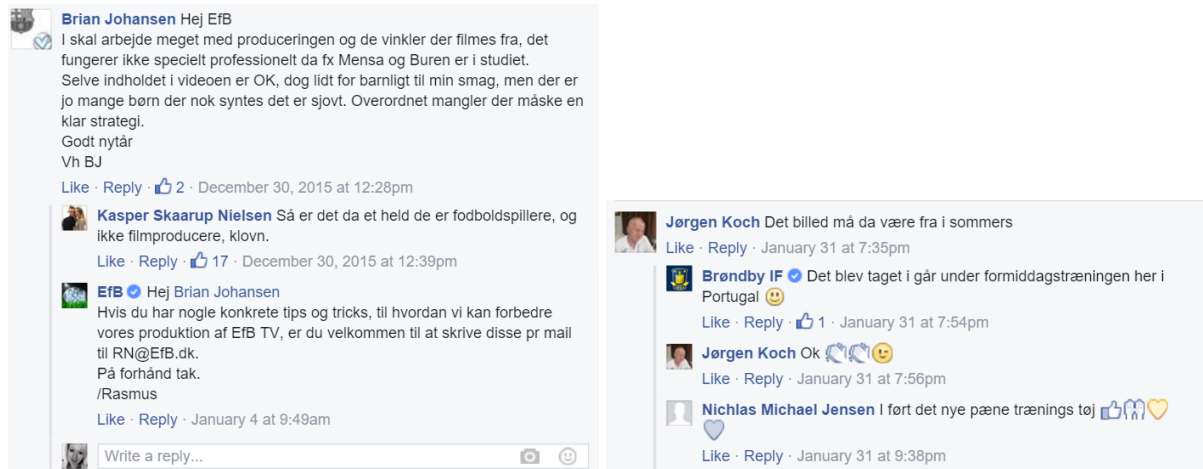 Brian Johansen Hej EfB
I skal arbejde meget med produceringen og de vinkler der filmes fra, det
fungerer ikke specielt professionelt da fx Mensa og Buren er i studiet.
Selve indholdet i videoen er OK, dog lidt for barnligt til min smag, men der er
jo mange børn der nok syntes det er sjovt. Overordnet mangler der måske en
klar strategi.
Godt nytår
Vh BJ
Like · Reply · 2 · December 30, 2015 at 12:28pm
Kasper Skaarup Nielsen Så er det da et held de er fodboldspillere, og
ikke filmproducere, klovn.
Like · Reply · 17 · December 30, 2015 at 12:39pm
EfB Hej Brian Johansen
Hvis du har nogle konkrete tips og tricks, til hvordan vi kan forbedre
vores produktion af EfB TV, er du velkommen til at skrive disse pr mail
til RN@EfB.dk.
På forhånd tak.
/Rasmus
Like · Reply · January 4 at 9:49am
Write a reply...
Jørgen Koch Det billed må da være fra i sommers
Like · Reply · January 31 at 7:35pm
Brøndby IF Det blev taget i går under formiddagstræningen her i
Portugal 🙂
Like · Reply · 1 · January 31 at 7:54pm
Jørgen Koch Ok 👏👏😉
Like · Reply · January 31 at 7:56pm
Nichlas Michael Jensen I ført det nye pæne trænings tøj 👍👐💛
💙
Like · Reply · January 31 at 9:38pm